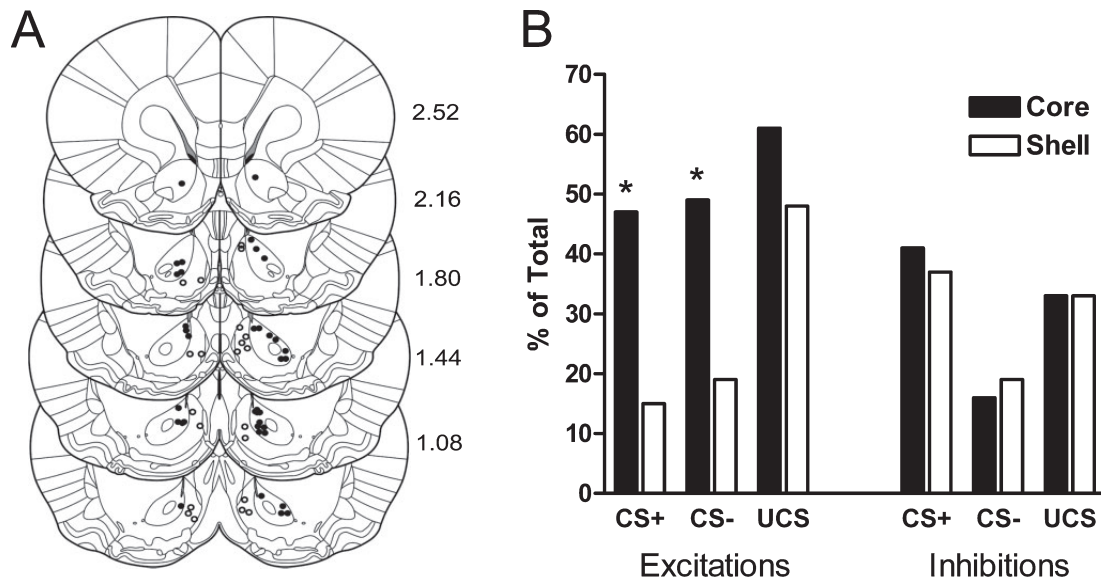 A
2.52
2.16
1.80
1.44
1.08
B
70
60
50
40
30
20
10
0
% of Total
Core
Shell
*
*
CS+ CS- UCS CS+ CS- UCS
Excitations Inhibitions